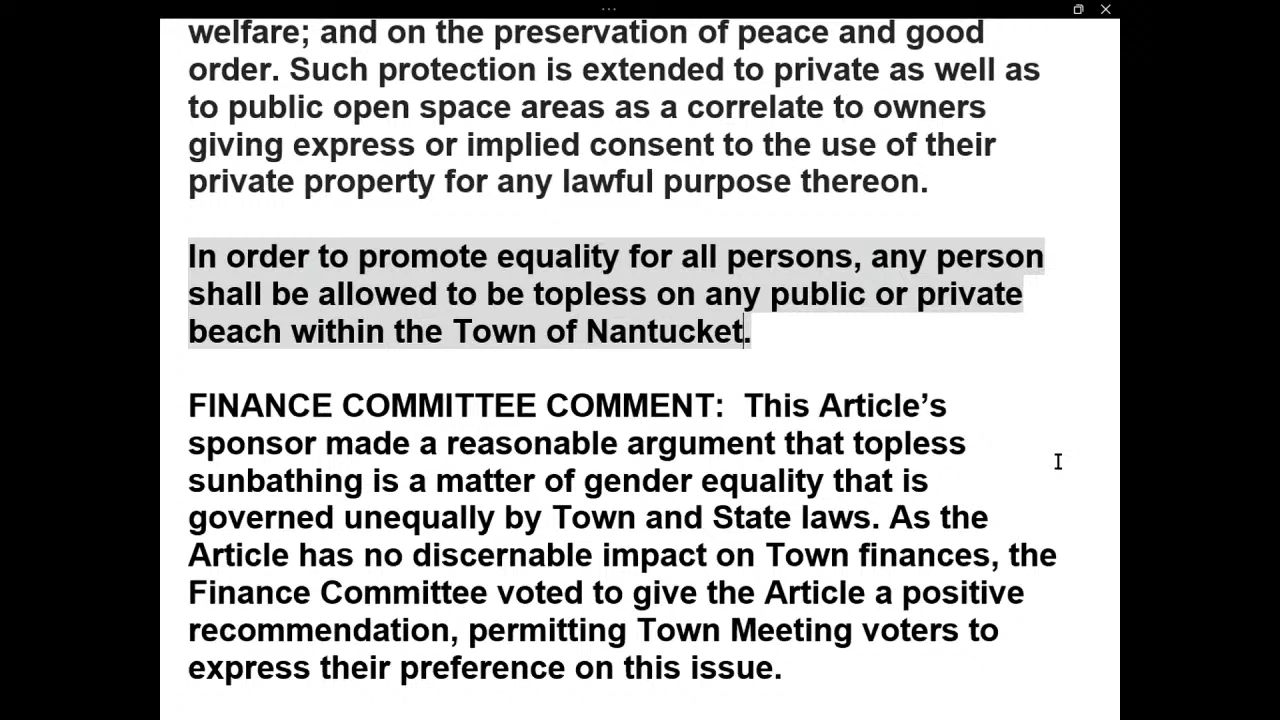 welfare; and on the preservation of peace and good
order. Such protection is extended to private as well as
to public open space areas as a correlate to owners
giving express or implied consent to the use of their
private property for any lawful purpose thereon.
In order to promote equality for all persons, any person
shall be allowed to be topless on any public or private
beach within the Town of Nantucket.
FINANCE COMMITTEE COMMENT:  This Article’s
sponsor made a reasonable argument that topless
sunbathing is a matter of gender equality that is
governed unequally by Town and State laws. As the
Article has no discernable impact on Town finances, the
Finance Committee voted to give the Article a positive
recommendation, permitting Town Meeting voters to
express their preference on this issue.